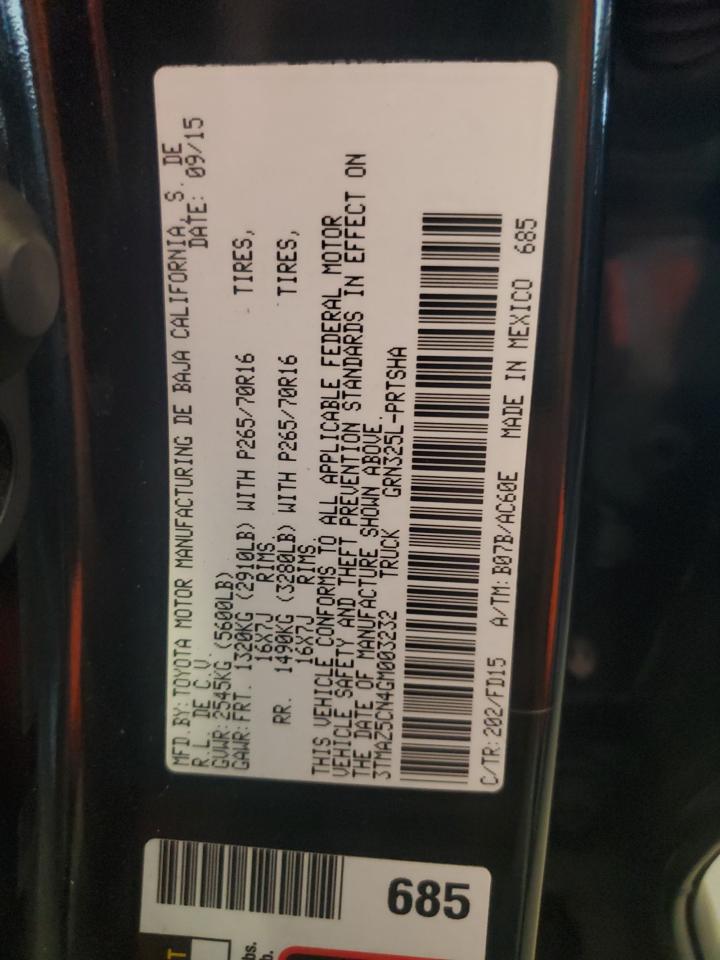 MFD.BY:TOYOTA MOTOR MANUFACTURING DE BAJA CALIFORNIA, S. DE
R.L. DE C.V. DATE: 09/15
GVWR:2545KG (5600LB)
GAWR:FRT. 1320KG (2910LB) WITH P265/70R16 TIRES,
16X7J RIMS
RR. 1490KG (3280LB) WITH P265/70R16 TIRES,
16X7J RIMS.
THIS VEHICLE CONFORMS TO ALL APPLICABLE FEDERAL MOTOR
VEHICLE SAFETY AND THEFT PREVENTION STANDARDS IN EFFECT ON
THE DATE OF MANUFACTURE SHOWN ABOVE.
3TMAZ5CN4GM003232 TRUCK GRN325L-PRTSHA
C/TR:202/FD15 A/TM:B07B/AC60E MADE IN MEXICO 685
685